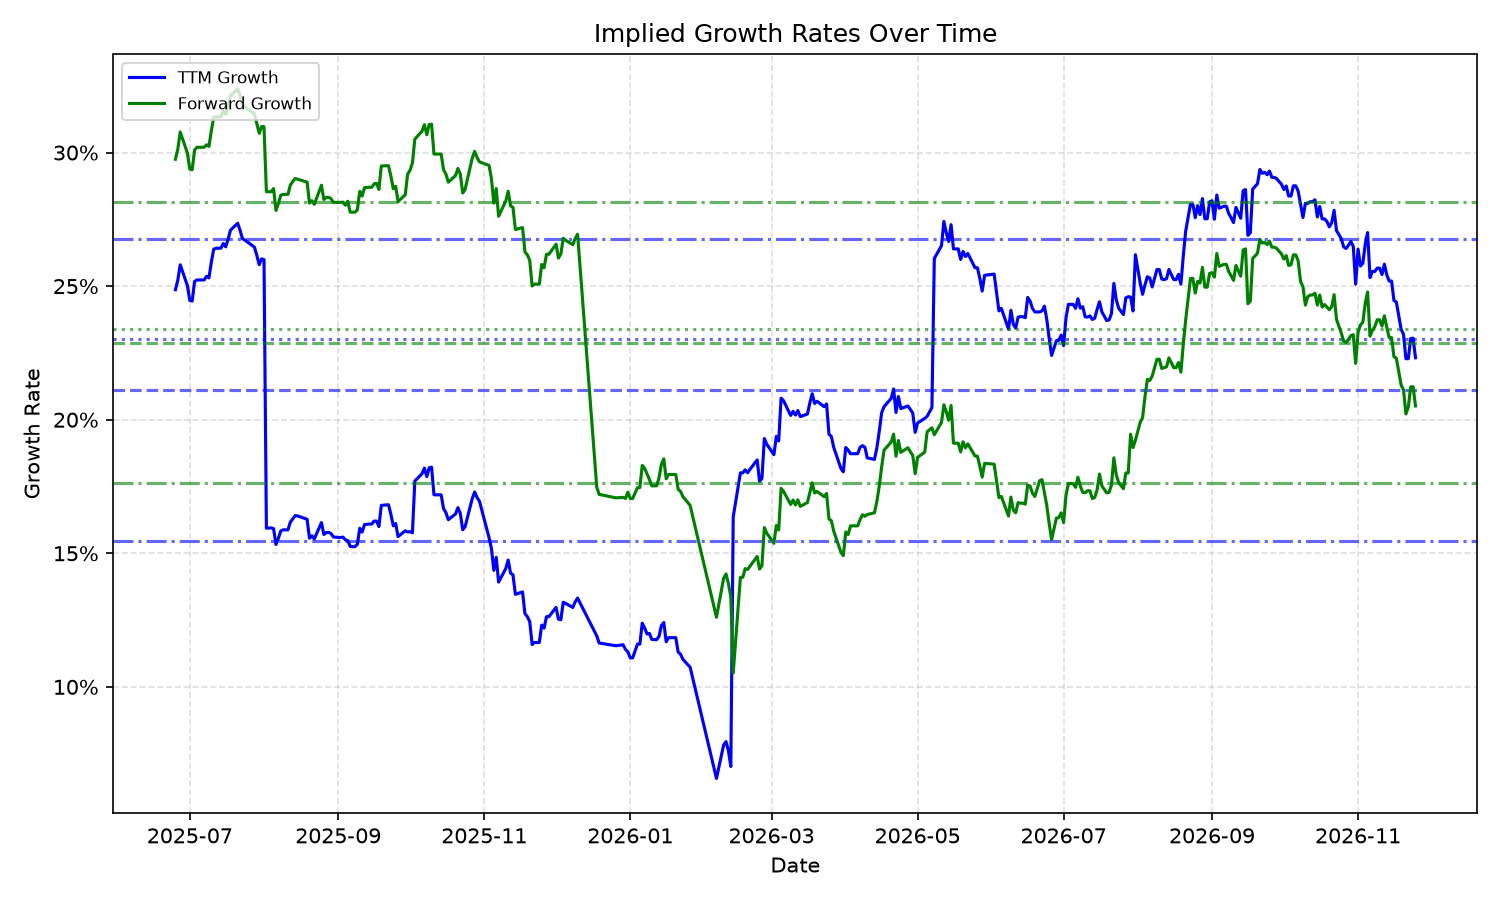 Implied Growth Rates Over Time
TTM Growth
Forward Growth
Growth Rate
30%
25%
20%
15%
10%
2025-07
2025-09
2025-11
2026-01
2026-03
2026-05
2026-07
2026-09
2026-11
Date